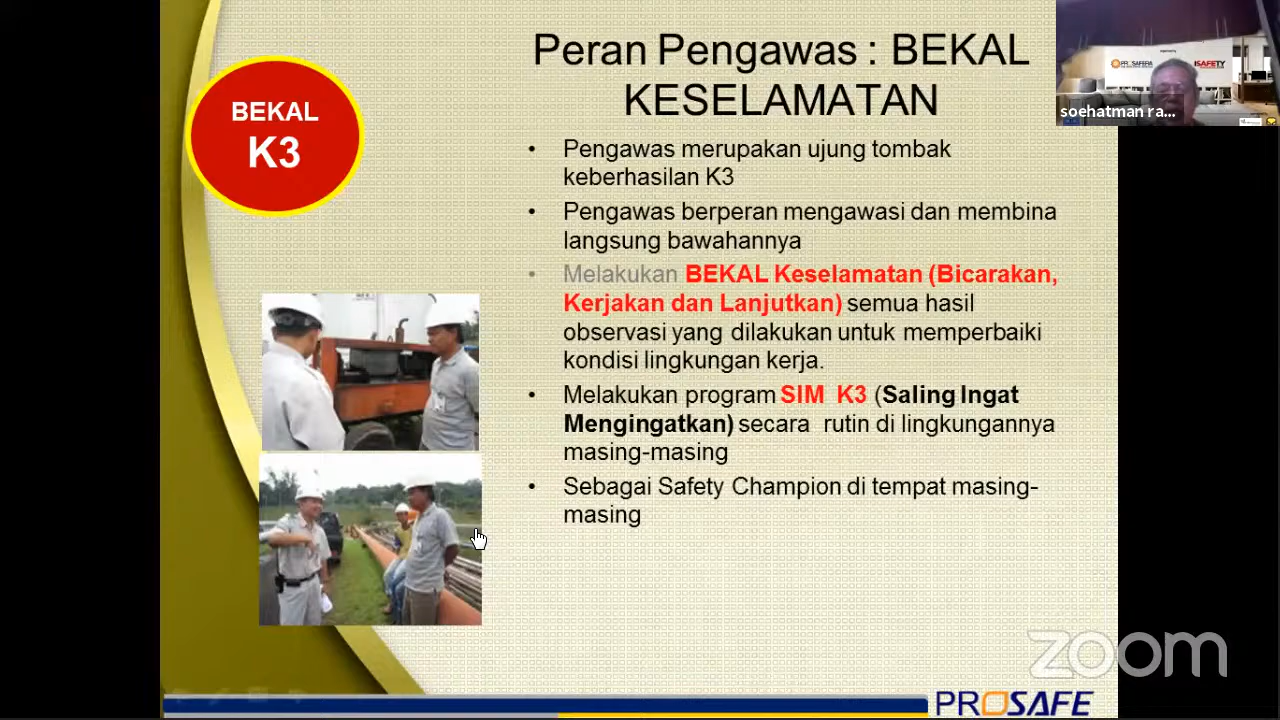 Peran Pengawas : BEKAL
KESELAMATAN
BEKAL
K3
• Pengawas merupakan ujung tombak
keberhasilan K3
• Pengawas berperan mengawasi dan membina
langsung bawahannya
• Melakukan BEKAL Keselamatan (Bicarakan,
Kerjakan dan Lanjutkan) semua hasil
observasi yang dilakukan untuk memperbaiki
kondisi lingkungan kerja.
• Melakukan program SIM K3 (Saling Ingat
Mengingatkan) secara rutin di lingkungannya
masing-masing
• Sebagai Safety Champion di tempat masing-
masing
soehatman ra...
zoom
PROSAFE